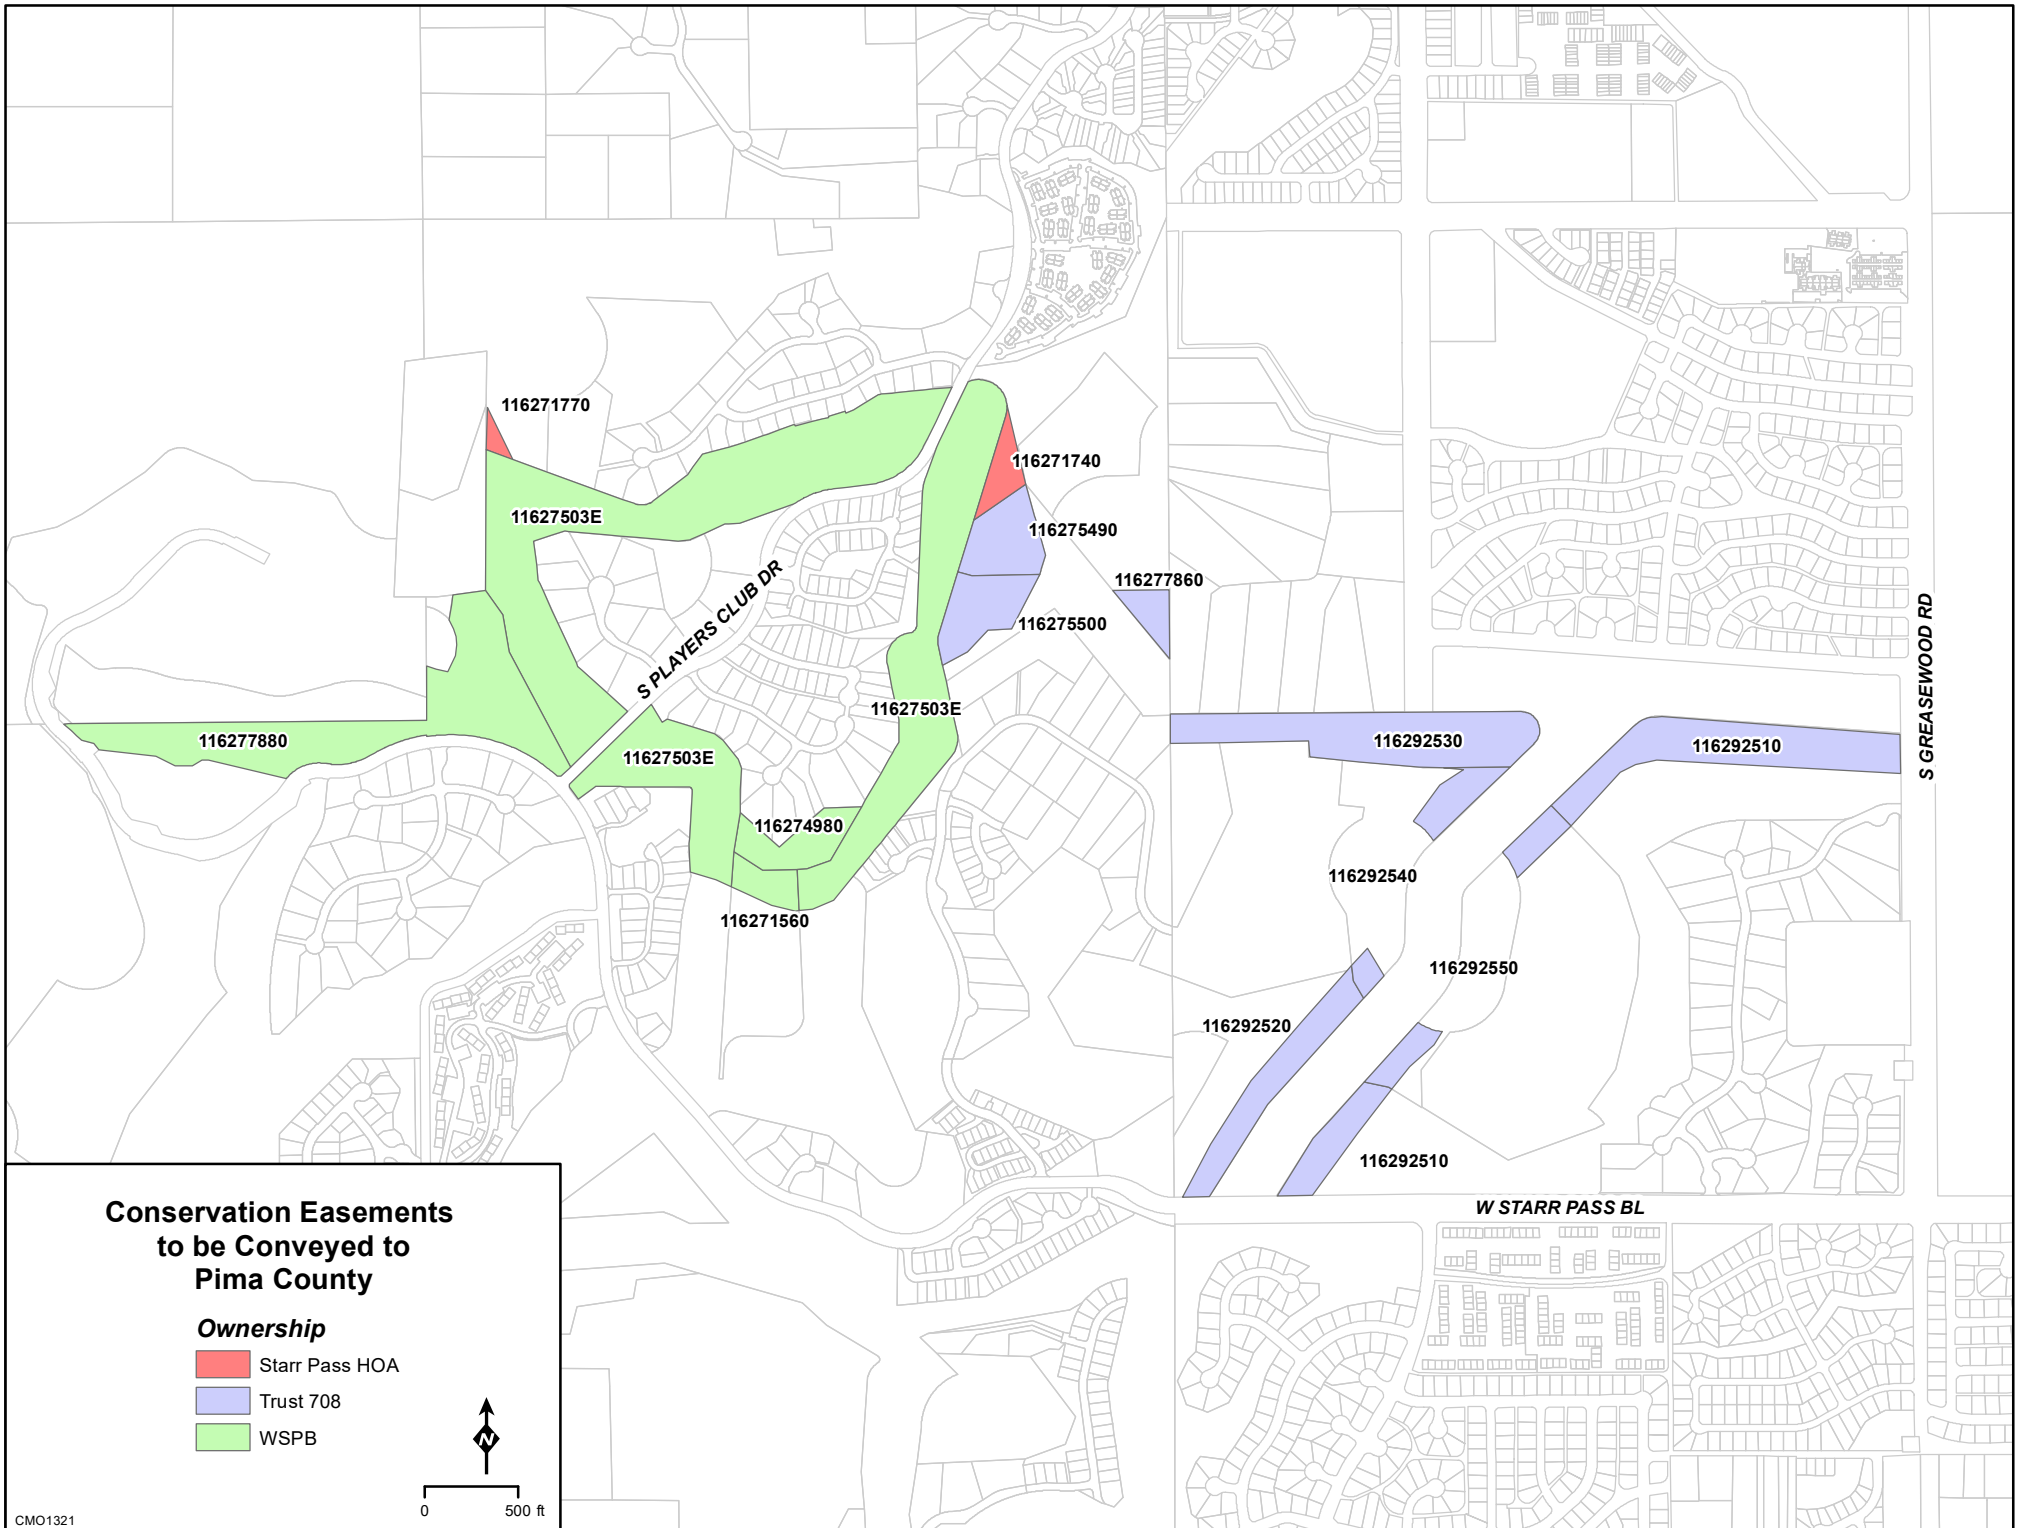 116271770
116271740
11627503E
116275490
116277860
116275500
S PLAYERS CLUB DR
S GREASEWOOD RD
11627503E
116277880
11627503E
116292530
116292510
116274980
116292540
116271560
116292550
116292520
116292510
W STARR PASS BL
Conservation Easements
to be Conveyed to
Pima County
Ownership
Starr Pass HOA
Trust 708
WSPB
N
0 500 ft
CMO1321